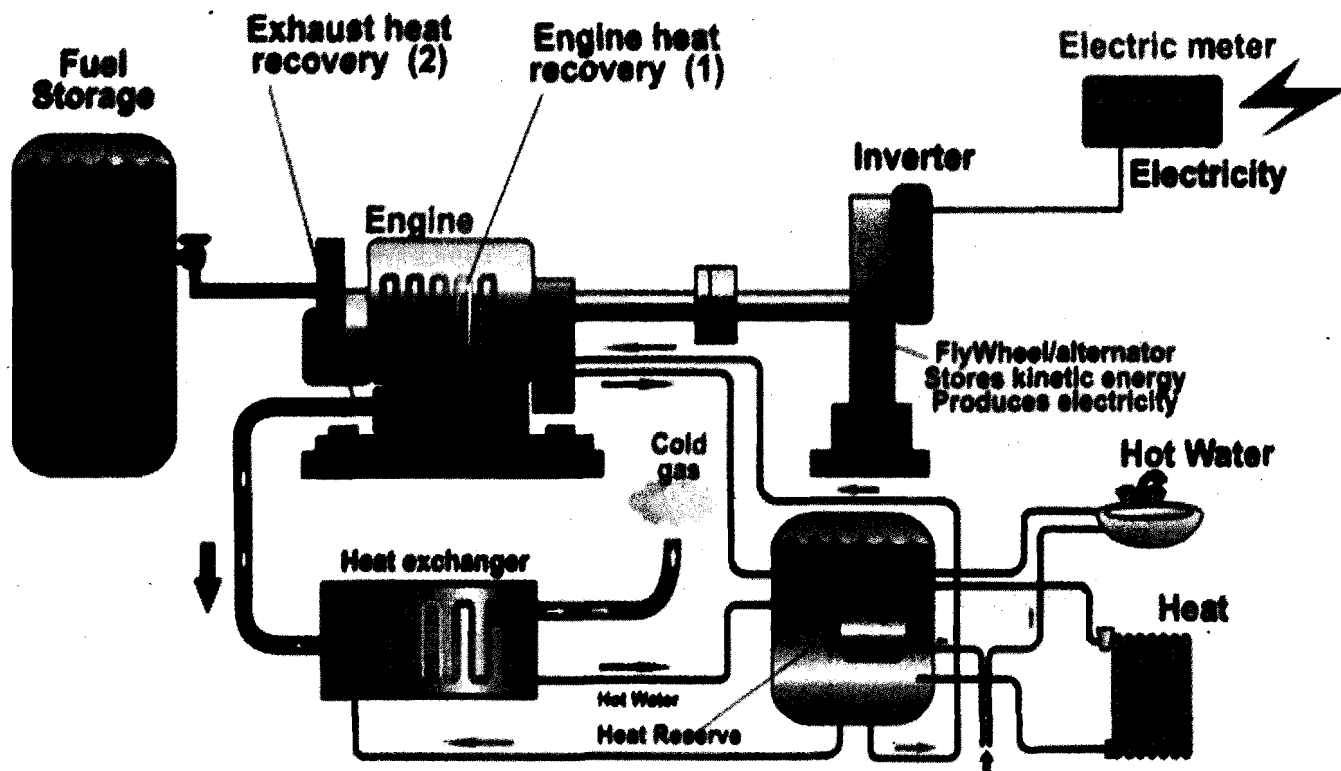 Fuel
Storage
Exhaust heat
recovery (2)
Engine heat
recovery (1)
Electric meter
Inverter
Electricity
Engine
FlyWheel/alternator
Stores kinetic energy
Produces electricity
Cold
gas
Hot Water
Heat exchanger
Heat
Hot Water
Heat Reserve